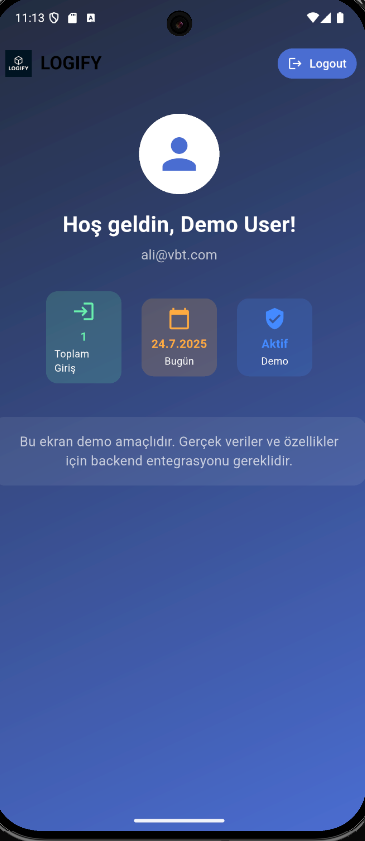 11:13
A
LOGIFY
LOGIFY
Logout
Hoş geldin, Demo User!
ali@vbt.com
1
Toplam
Giriş
24.7.2025
Bugün
Aktif
Demo
Bu ekran demo amaçlıdır. Gerçek veriler ve özellikler
için backend entegrasyonu gereklidir.